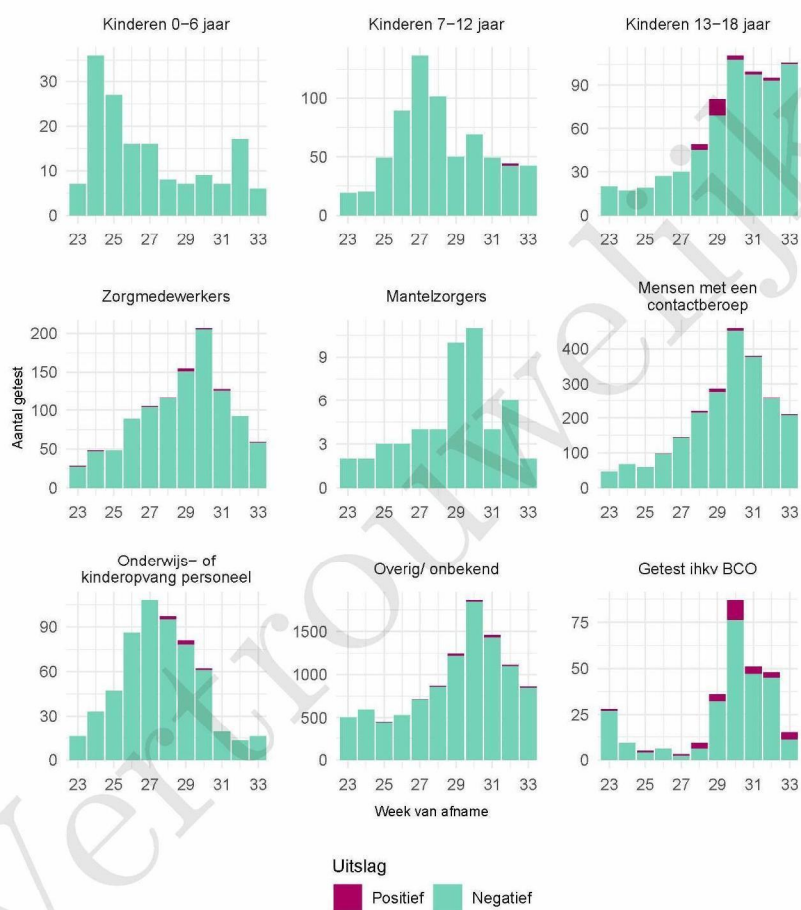 Kinderen 0−6 jaar
Kinderen 7−12 jaar
Kinderen 13−18 jaar
30
20
10
0
23 25 27 29 31 33
100
50
0
23 25 27 29 31 33
90
60
30
0
23 25 27 29 31 33
Zorgmedewerkers
Mantelzorgers
Mensen met een
contactberoep
Aantal getest
200
150
100
50
0
23 25 27 29 31 33
9
6
3
0
23 25 27 29 31 33
400
300
200
100
0
23 25 27 29 31 33
Onderwijs− of
kinderopvang personeel
Overig/ onbekend
Getest ihkv BCO
90
60
30
0
23 25 27 29 31 33
1500
1000
500
0
23 25 27 29 31 33
75
50
25
0
23 25 27 29 31 33
Week van afname
Uitslag
Positief Negatief
Vertrouwelijk